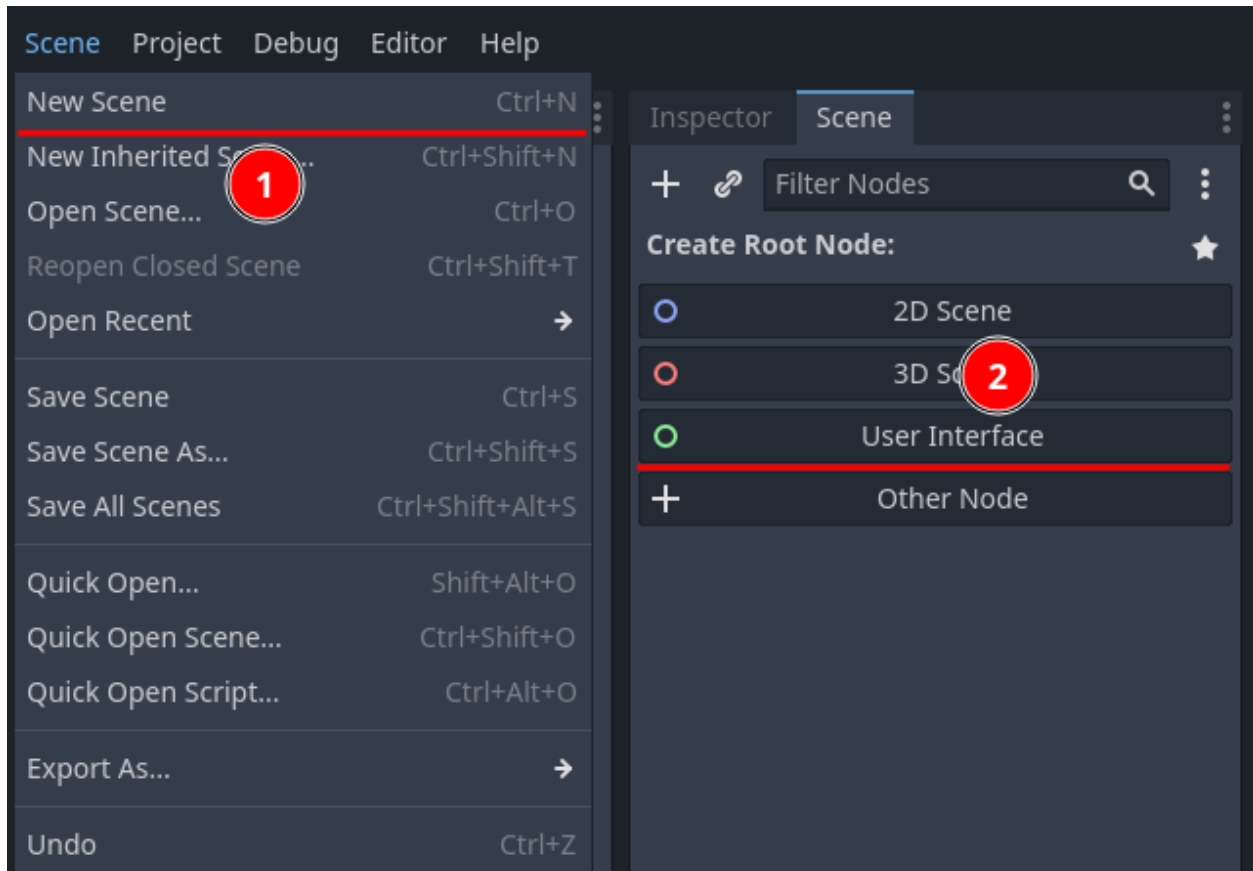 Scene Project Debug Editor Help
New Scene Ctrl+N
New Inherited Ctrl+Shift+N
1
Open Scene... Ctrl+O
Reopen Closed Scene Ctrl+Shift+T
Open Recent
Save Scene Ctrl+S
Save Scene As... Ctrl+Shift+S
Save All Scenes Ctrl+Shift+Alt+S
Quick Open... Shift+Alt+O
Quick Open Scene... Ctrl+Shift+O
Quick Open Script... Ctrl+Alt+O
Export As...
Undo Ctrl+Z
Inspector Scene
Filter Nodes
Create Root Node:
2D Scene
3D
2
User Interface
Other Node